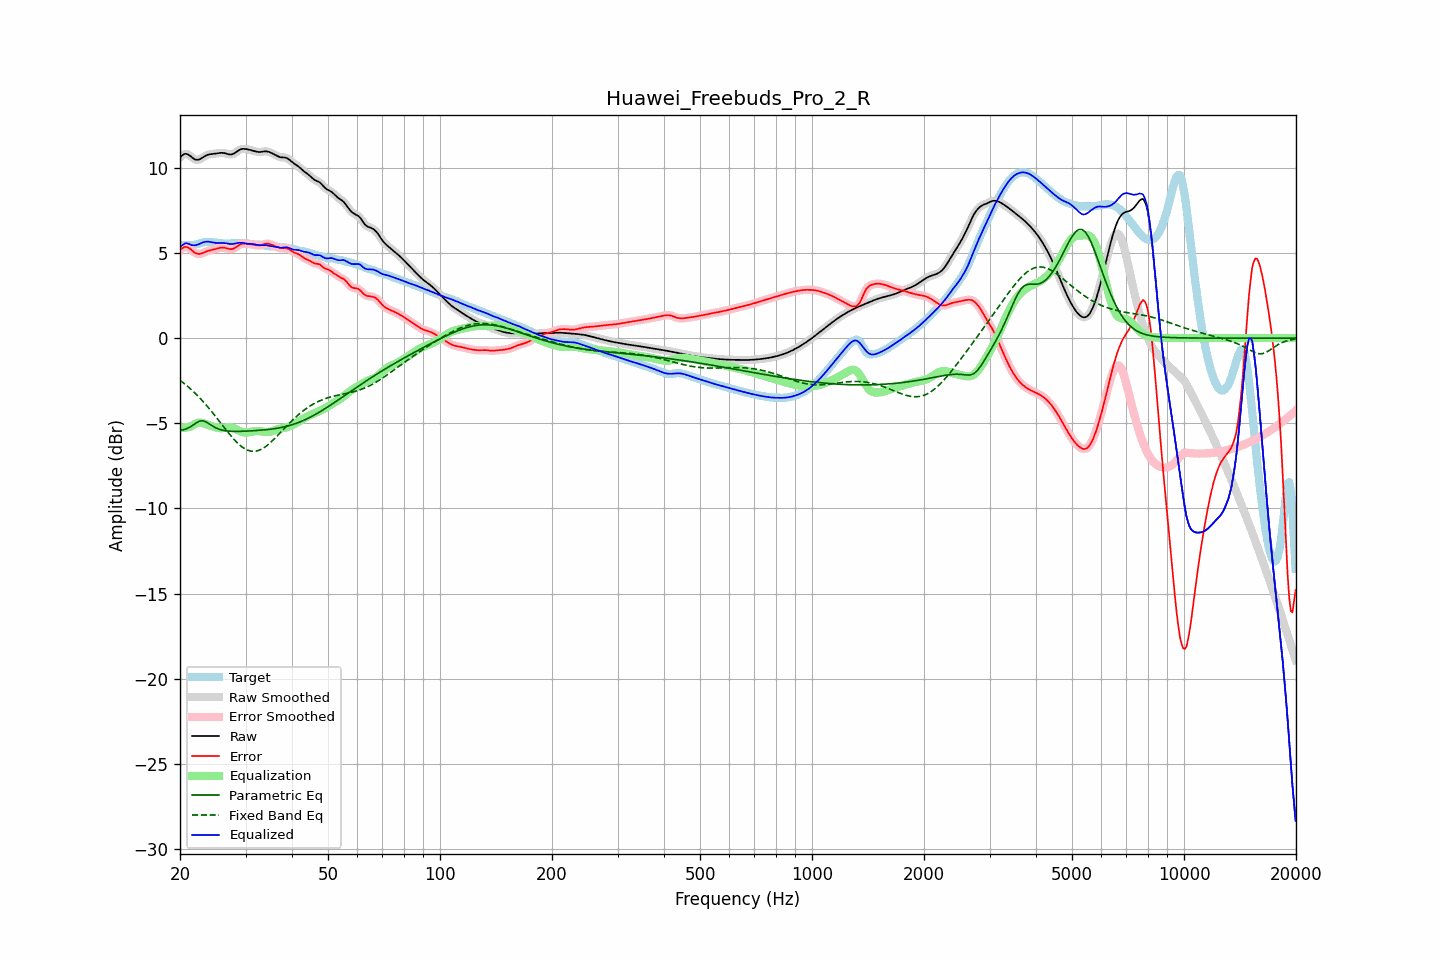 Huawei_Freebuds_Pro_2_R
Amplitude (dBr)
10
5
0
−5
−10
−15
−20
−25
−30
Target
Raw Smoothed
Error Smoothed
Raw
Error
Equalization
Parametric Eq
Fixed Band Eq
Equalized
20 50 100 200 500 1000 2000 5000 10000 20000
Frequency (Hz)